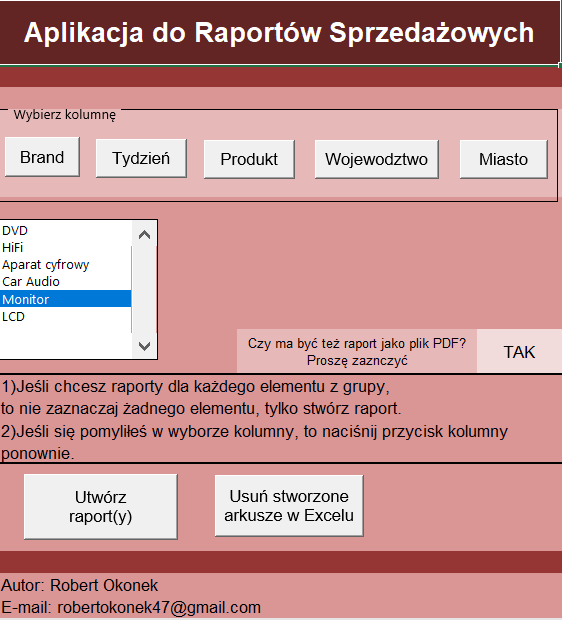 Aplikacja do Raportów Sprzedażowych
Wybierz kolumnę
Brand Tydzień Produkt Wojewodztwo Miasto
DVD
HiFi
Aparat cyfrowy
Car Audio
Monitor
LCD
Czy ma być też raport jako plik PDF?
Proszę zaznczyć
TAK
1)Jeśli chcesz raporty dla każdego elementu z grupy,
to nie zaznaczaj żadnego elementu, tylko stwórz raport.
2)Jeśli się pomyliłeś w wyborze kolumny, to naciśnij przycisk kolumny
ponownie.
Utwórz
raport(y)
Usuń stworzone
arkusze w Excelu
Autor: Robert Okonek
E-mail: robertokonek47@gmail.com